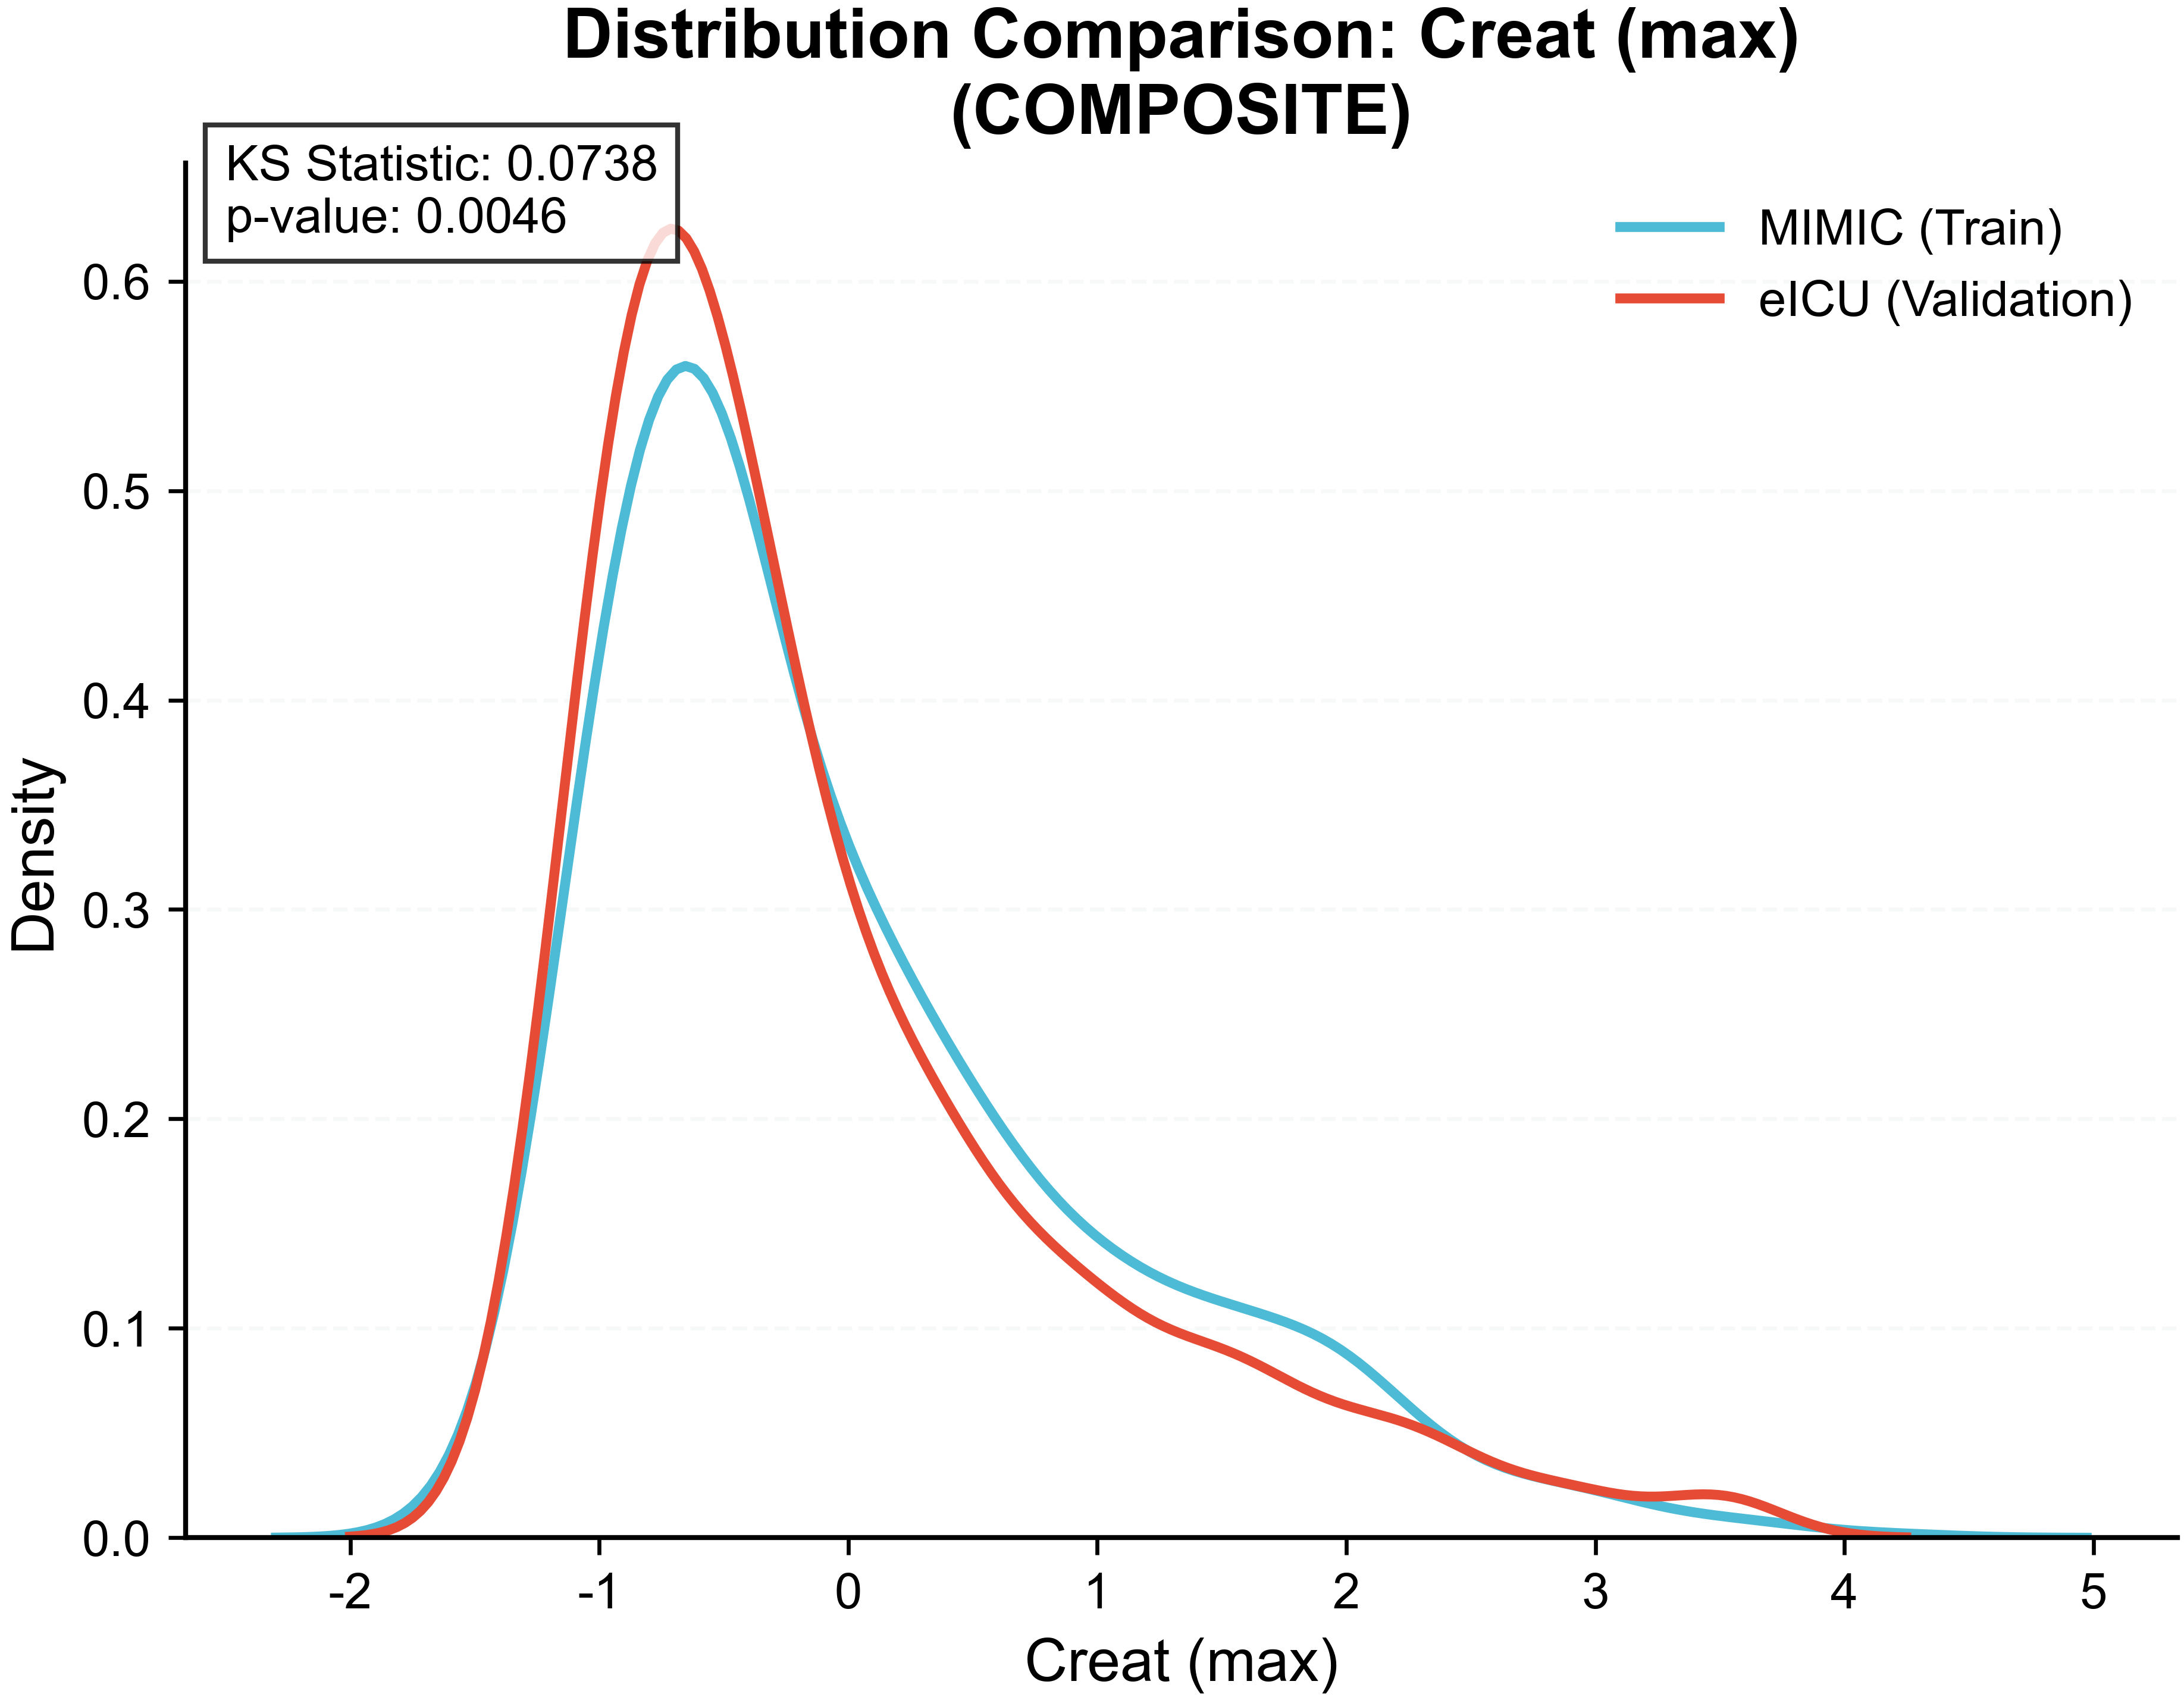 Distribution Comparison: Creat (max)
(COMPOSITE)
KS Statistic: 0.0738
p-value: 0.0046
MIMIC (Train)
eICU (Validation)
Density
0.6
0.5
0.4
0.3
0.2
0.1
0.0
-2 -1 0 1 2 3 4 5
Creat (max)